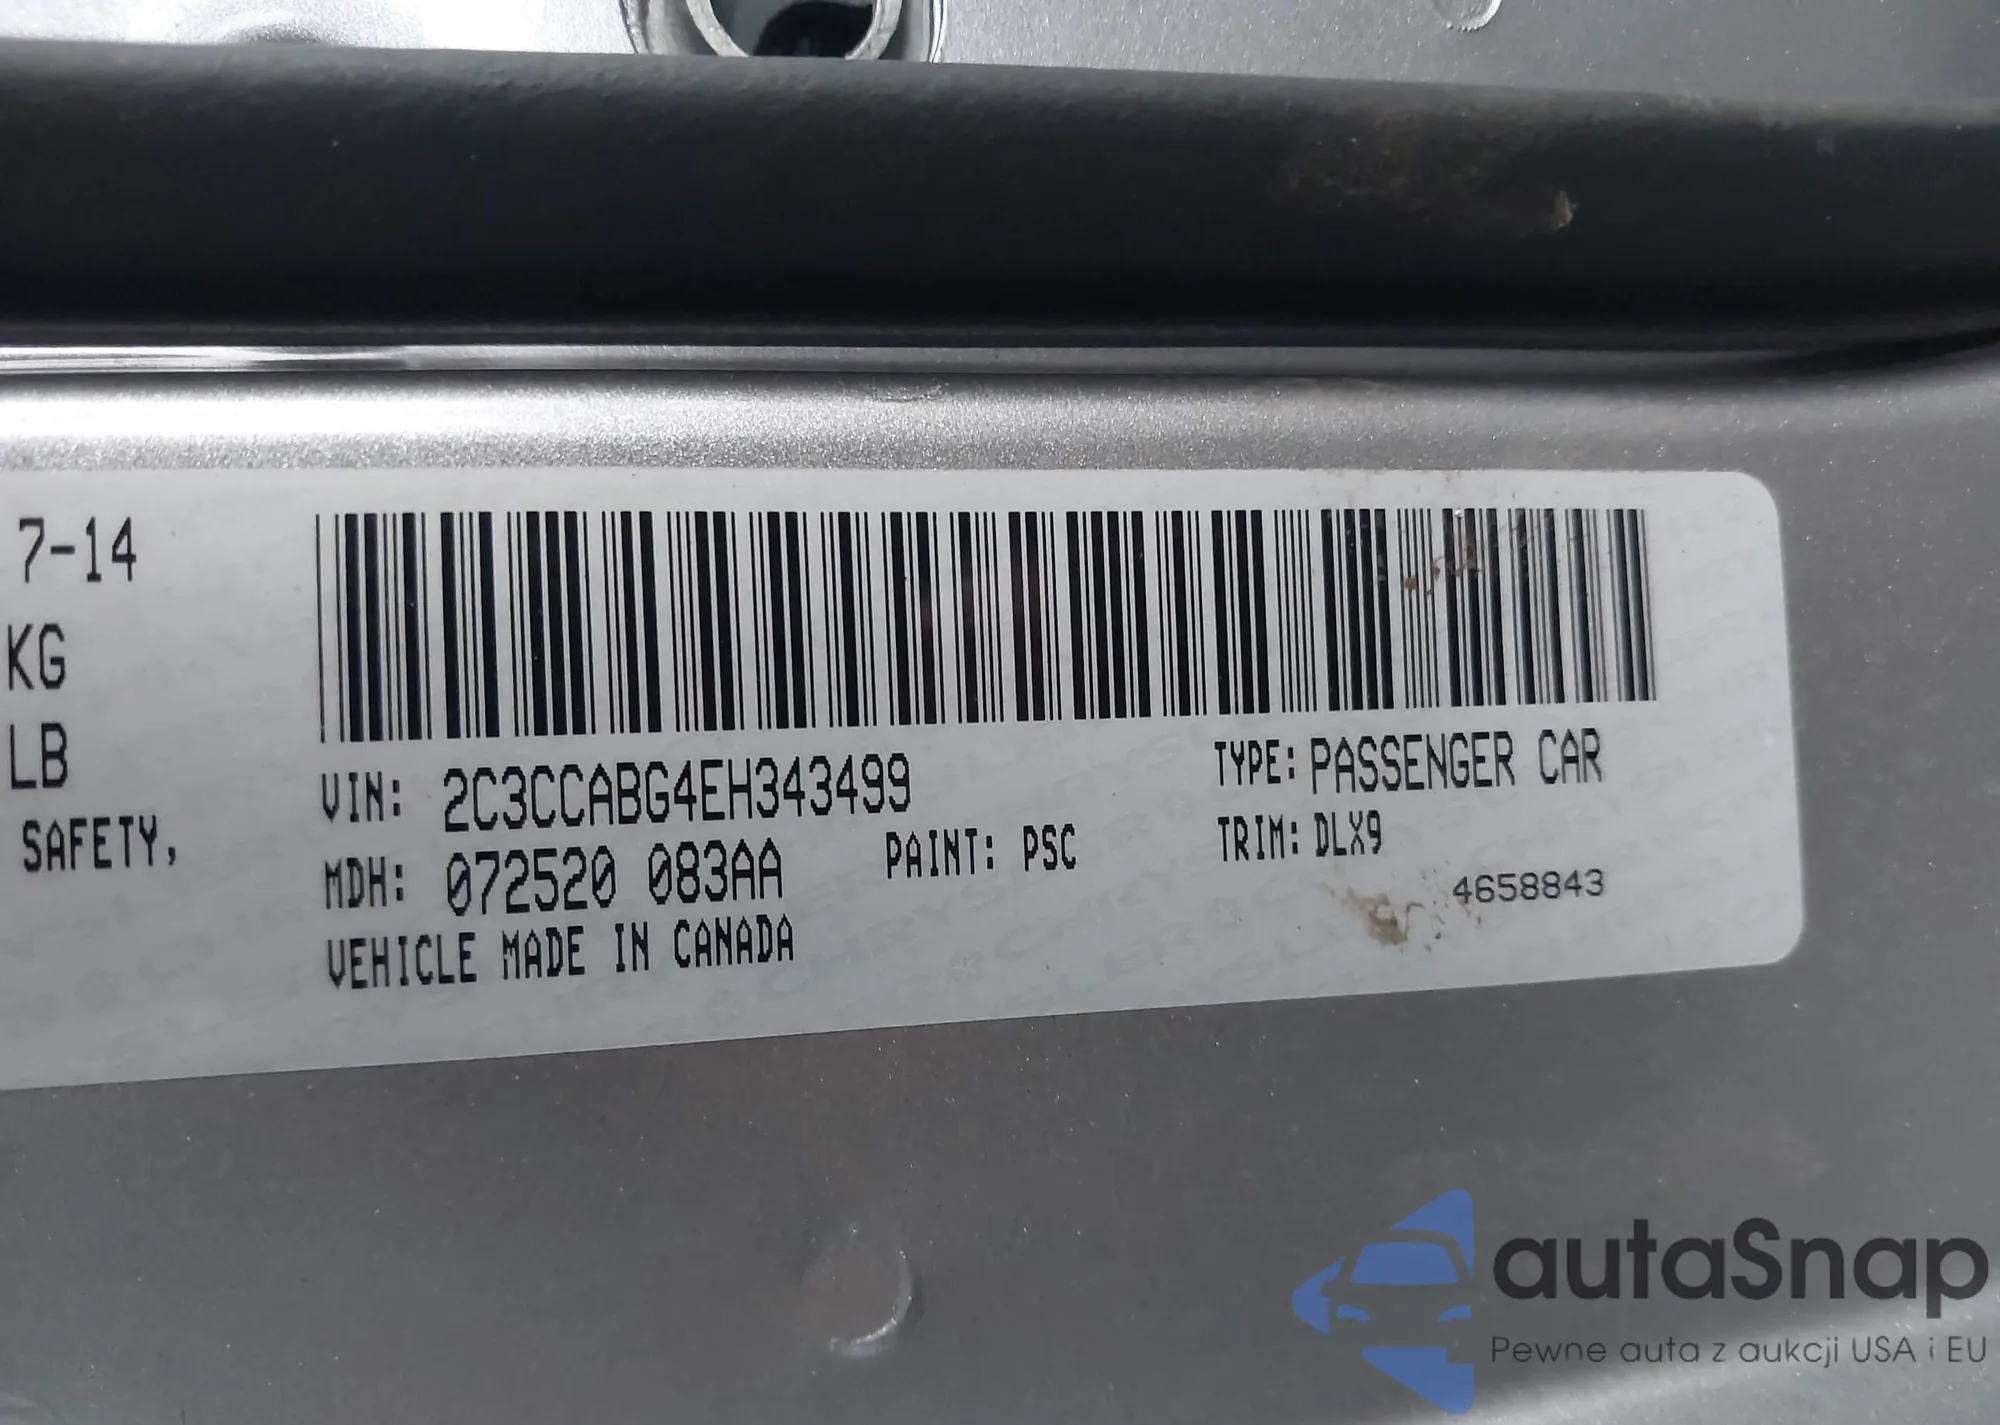 7-14
KG
LB
SAFETY,
VIN: 2C3CCABG4EH343499
TYPE: PASSENGER CAR
MDH: 072520 083AA
PAINT: PSC
TRIM: DLX9
4658843
VEHICLE MADE IN CANADA
autaSnap
Pewne auta z aukcji USA i EU